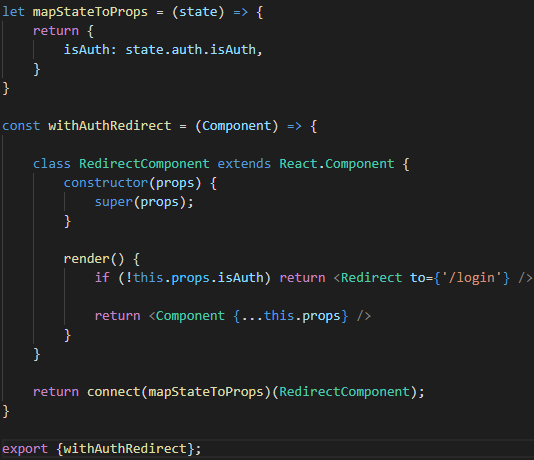 let mapStateToProps = (state) => {
    return {
        isAuth: state.auth.isAuth,
    }
}
const withAuthRedirect = (Component) => {
    class RedirectComponent extends React.Component {
        constructor(props) {
            super(props);
        }
        render() {
            if (!this.props.isAuth) return <Redirect to={'/login'} />
            return <Component {...this.props} />
        }
    }
    return connect(mapStateToProps)(RedirectComponent);
}
export {withAuthRedirect};